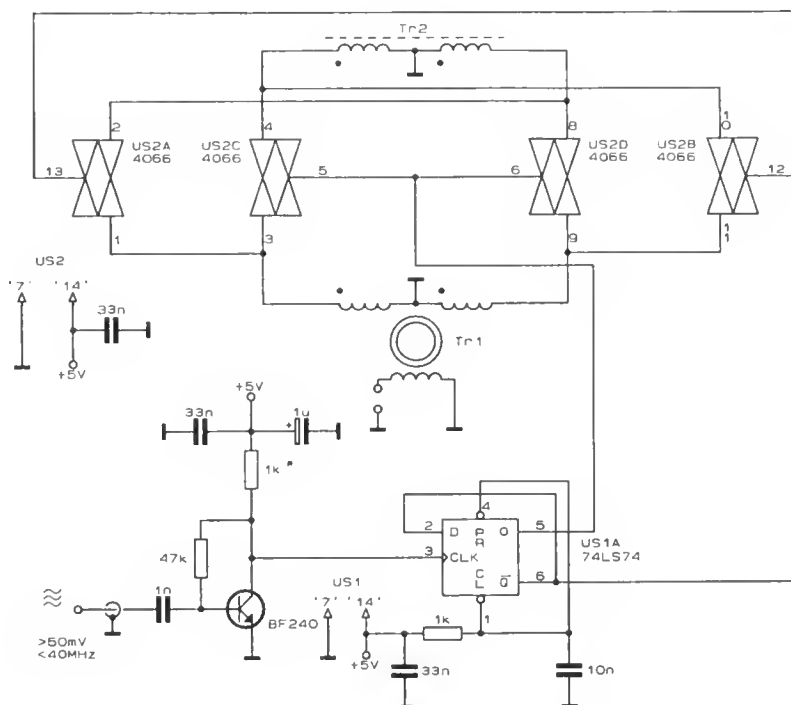 Tr2
2
US2A
4066
US2C
4066
4
8
US2D
4066
US2B
4066
1
0
13
5
6
12
1
3
9
1
1
US2
'7'
'14'
33n
+5V
Tr1
+5V
33n
+
1u
1k*
47k
1n
BF240
>50mV
<40MHz
US1
'7'
'14'
+5V
1k
33n
10n
4
2
D
PR
Q
5
US1A
74LS74
3
CLK
CL
Q̅
6
1